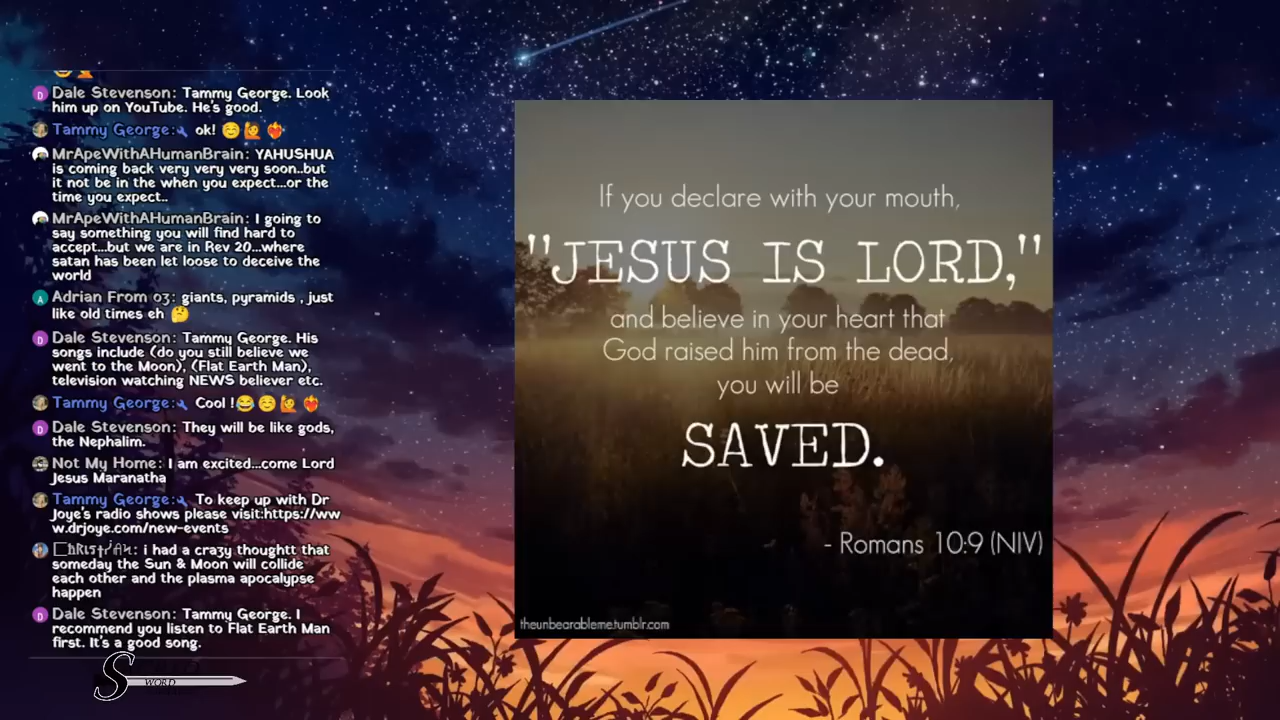 Dale Stevenson: Tammy George. Look
him up on YouTube. He's good.
Tammy George: ok! ☺️🙋❤️‍🔥
MrApeWithAHumanBrain: YAHUSHUA
is coming back very very very soon..but
it not be in the when you expect...or the
time you expect..
MrApeWithAHumanBrain: I going to
say something you will find hard to
accept...but we are in Rev 20...where
satan has been let loose to deceive the
world
Adrian From 03: giants, pyramids , just
like old times eh 🤔
Dale Stevenson: Tammy George. His
songs include (do you still believe we
went to the Moon), (Flat Earth Man),
television watching NEWS believer etc.
Tammy George: Cool !😂☺️🙋❤️‍🔥
Dale Stevenson: They will be like gods,
the Nephalim.
Not My Home: I am excited...come Lord
Jesus Maranatha
Tammy George: To keep up with Dr
Joye's radio shows please visit:https://ww
w.drjoye.com/new-events
i had a crazy thoughtt that
someday the Sun & Moon will collide
each other and the plasma apocalypse
happen
Dale Stevenson: Tammy George. I
recommend you listen to Flat Earth Man
first. It's a good song.
SWORD
If you declare with your mouth,
"JESUS IS LORD,"
and believe in your heart that
God raised him from the dead,
you will be
SAVED.
- Romans 10:9 (NIV)
theunbearableme.tumblr.com